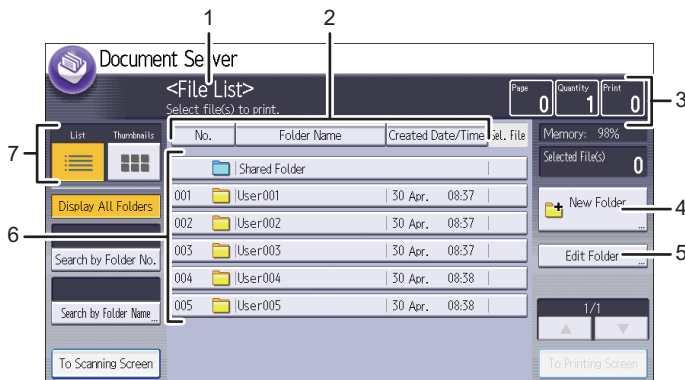 1
2
Document Server
<File List>
Select file(s) to print.
Page
0
Quantity
1
Print
0
3
7
List
Thumbnails
No.
Folder Name
Created Date/Time
Sel. File
Memory: 98%
Selected File(s)
0
Shared Folder
Display All Folders
001 User001 30 Apr. 08:37
New Folder
...
4
002 User002 30 Apr. 08:37
6
Search by Folder No.
003 User003 30 Apr. 08:37
Edit Folder
...
5
004 User004 30 Apr. 08:38
Search by Folder Name
...
005 User005 30 Apr. 08:38
1/1
To Scanning Screen
To Printing Screen